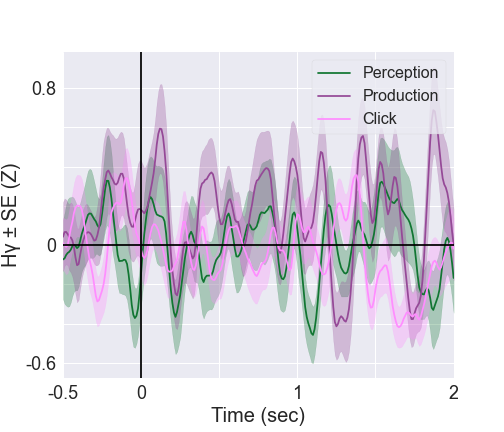 Perception
Production
Click
Hγ ± SE (Z)
0.8
0
-0.6
-0.5
0
1
2
Time (sec)